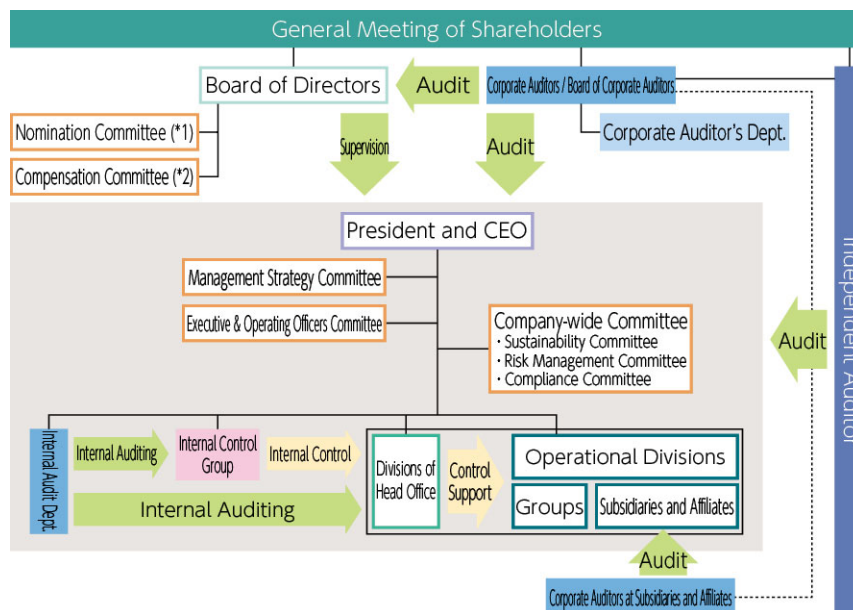 General Meeting of Shareholders
Board of Directors
Audit
Corporate Auditors / Board of Corporate Auditors
Nomination Committee (*1)
Supervision
Audit
Corporate Auditor's Dept.
Compensation Committee (*2)
President and CEO
Independent Auditor
Management Strategy Committee
Executive & Operating Officers Committee
Company-wide Committee
・Sustainability Committee
・Risk Management Committee
・Compliance Committee
Audit
Internal Audit Dept.
Internal Auditing
Internal Control
Group
Internal Control
Divisions of
Head Office
Control
Support
Operational Divisions
Groups
Subsidiaries and Affiliates
Internal Auditing
Audit
Corporate Auditors at Subsidiaries and Affiliates